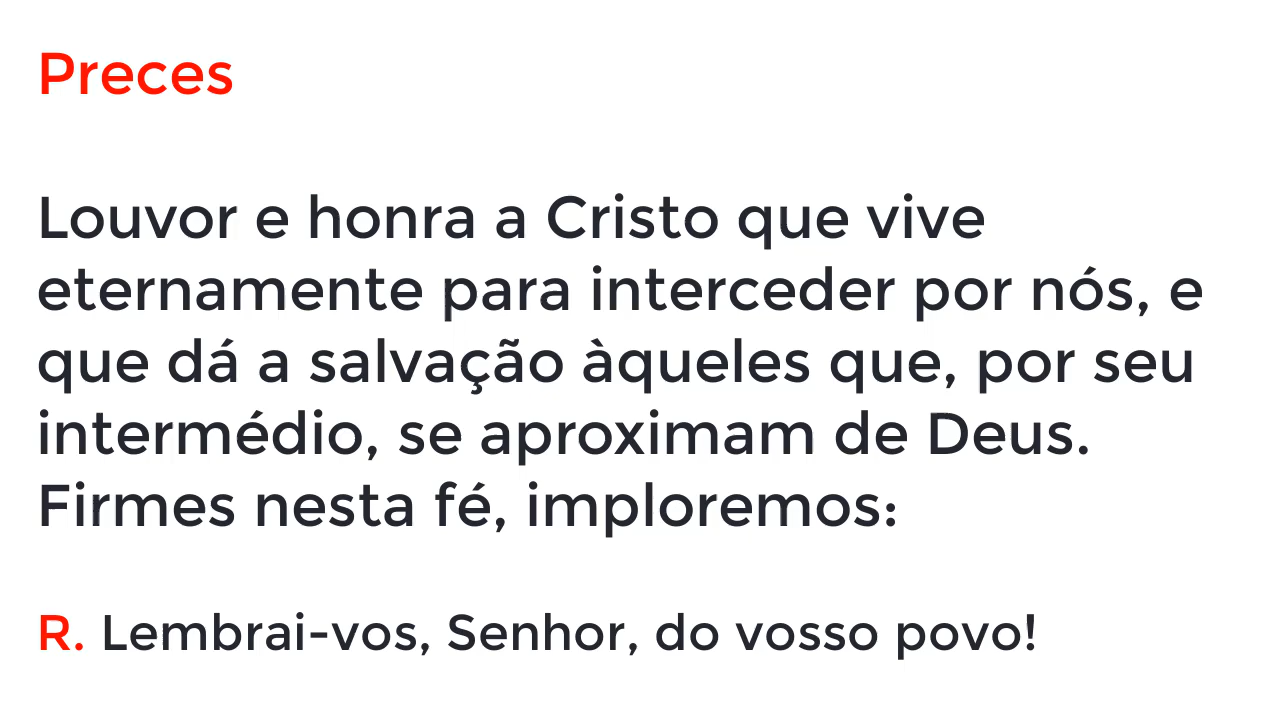 Preces
Louvor e honra a Cristo que vive
eternamente para interceder por nós, e
que dá a salvação àqueles que, por seu
intermédio, se aproximam de Deus.
Firmes nesta fé, imploremos:
R. Lembrai-vos, Senhor, do vosso povo!